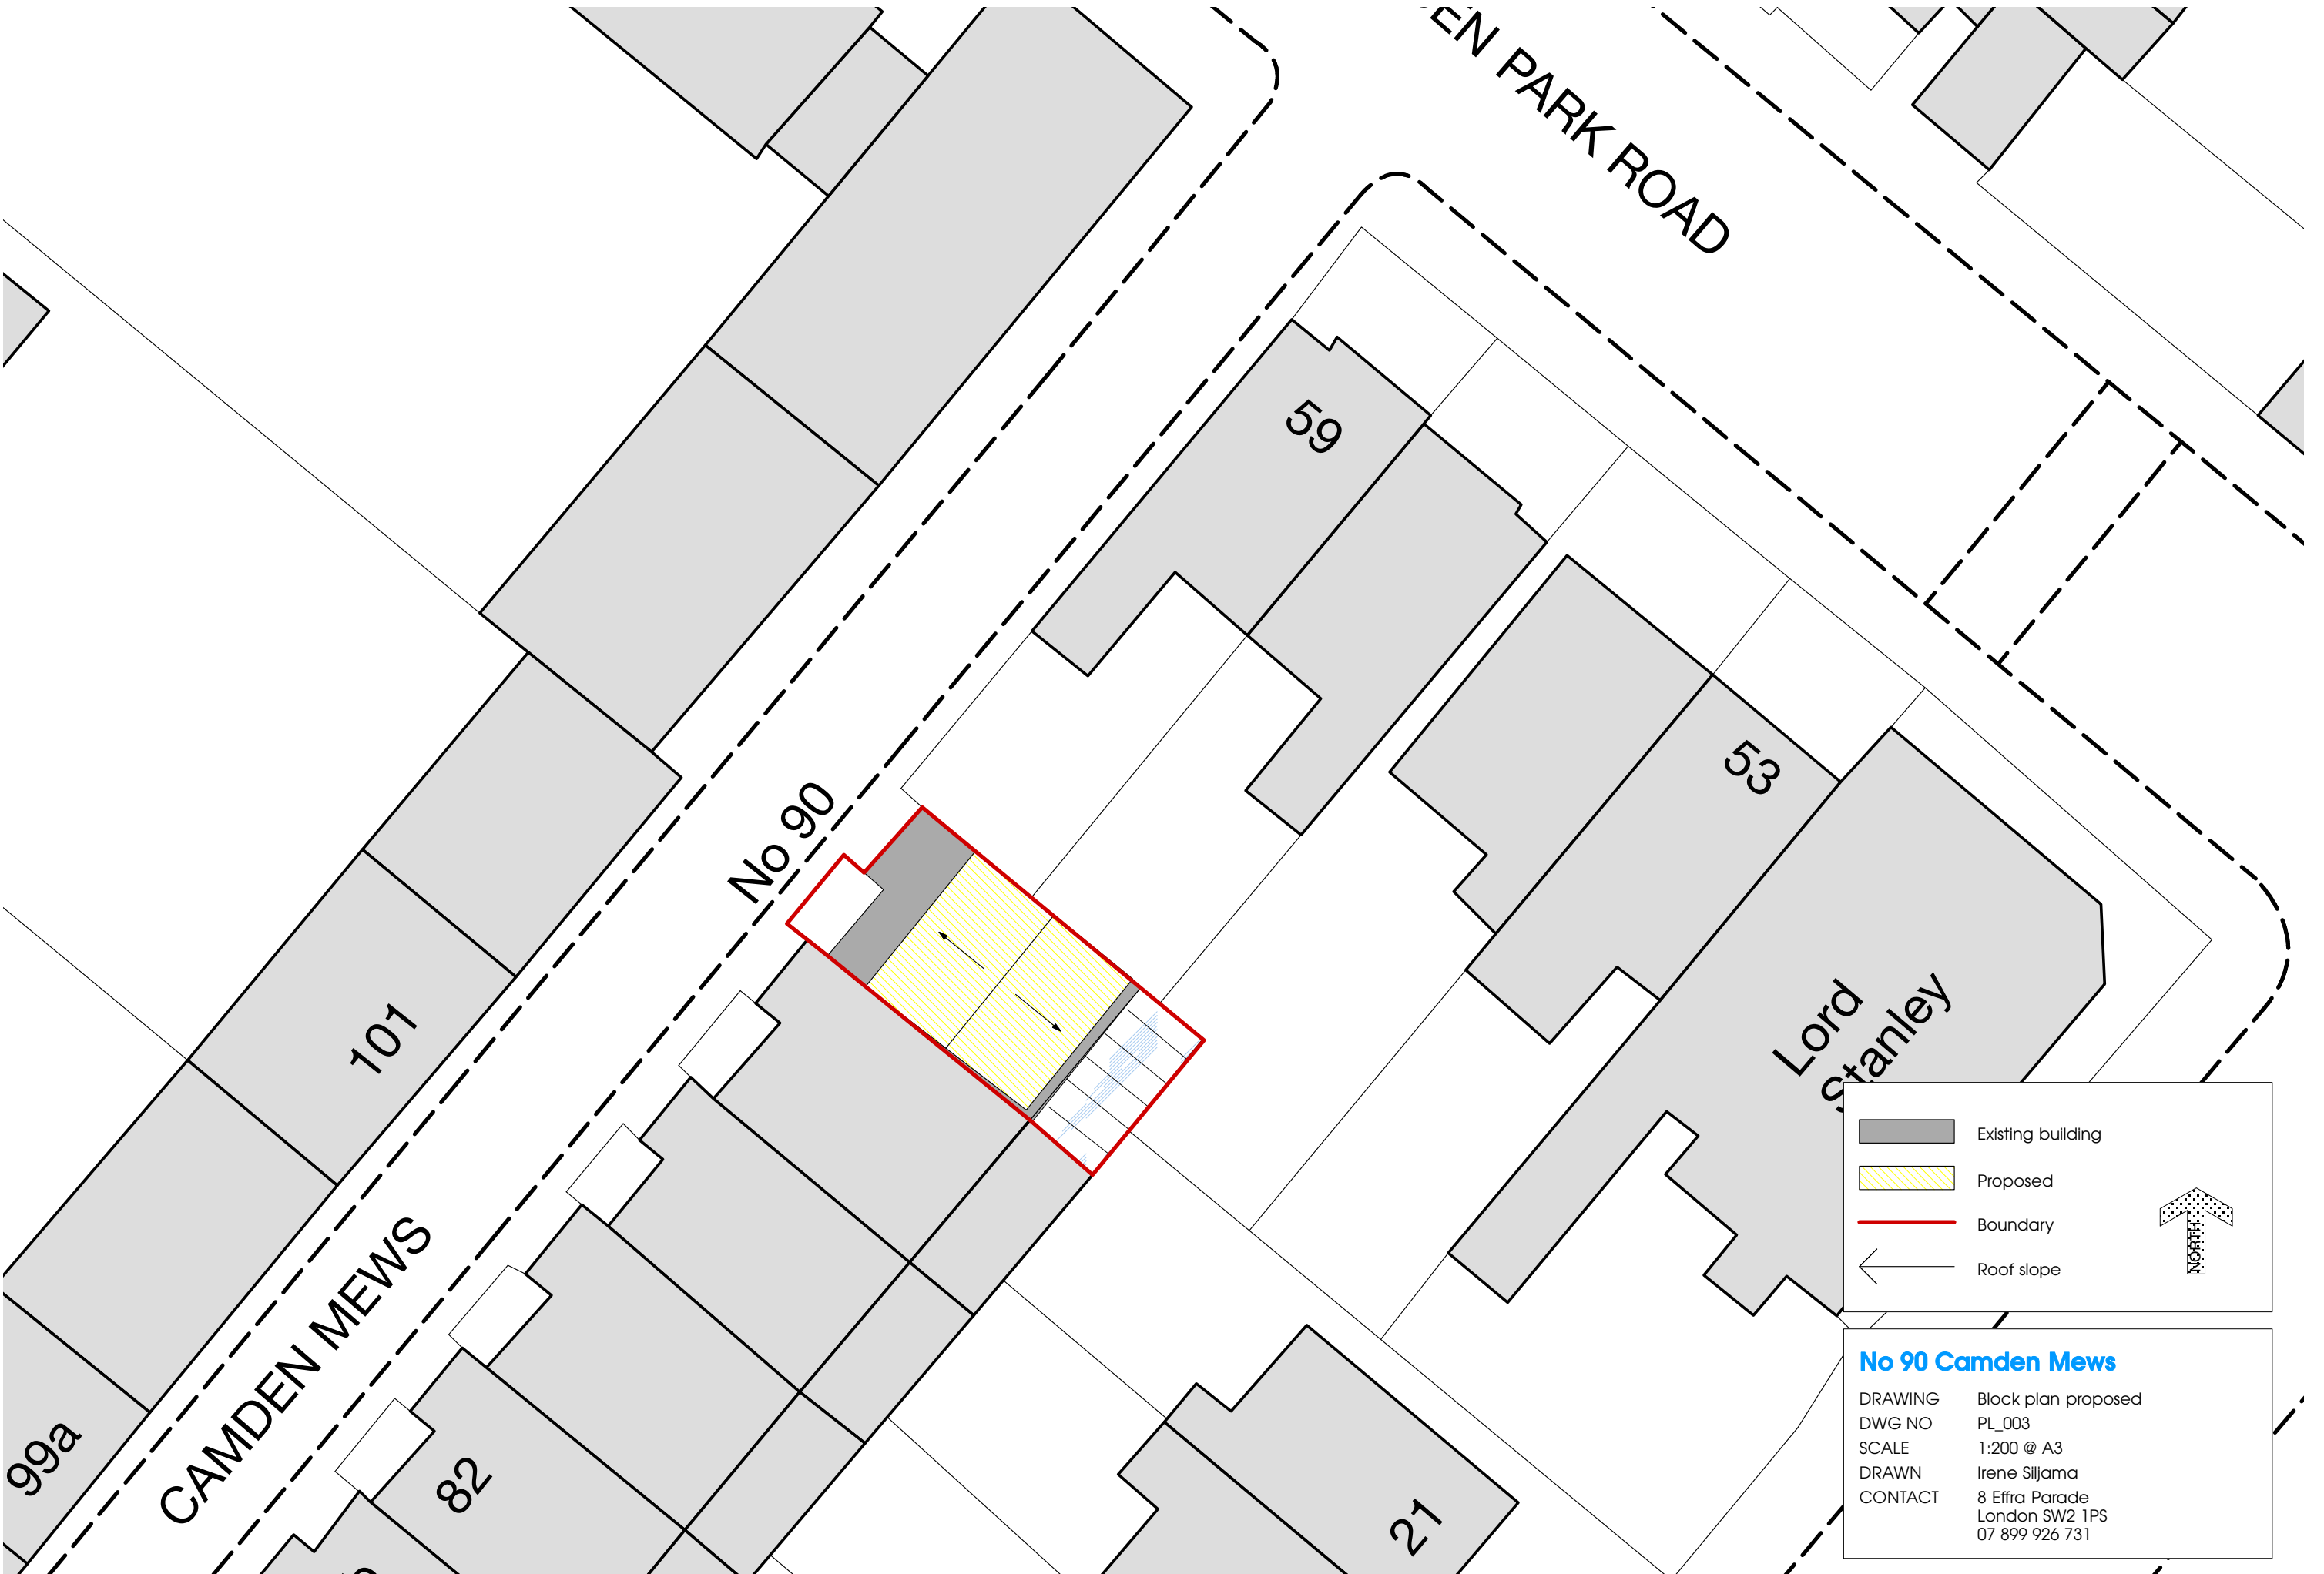 EN PARK ROAD
59
53
No 90
101
Lord
Stanley
CAMDEN MEWS
99a
82
21
Existing building
Proposed
Boundary
Roof slope
NORTH
No 90 Camden Mews
DRAWING Block plan proposed
DWG NO PL_003
SCALE 1:200 @ A3
DRAWN Irene Siljama
CONTACT 8 Effra Parade
London SW2 1PS
07 899 926 731